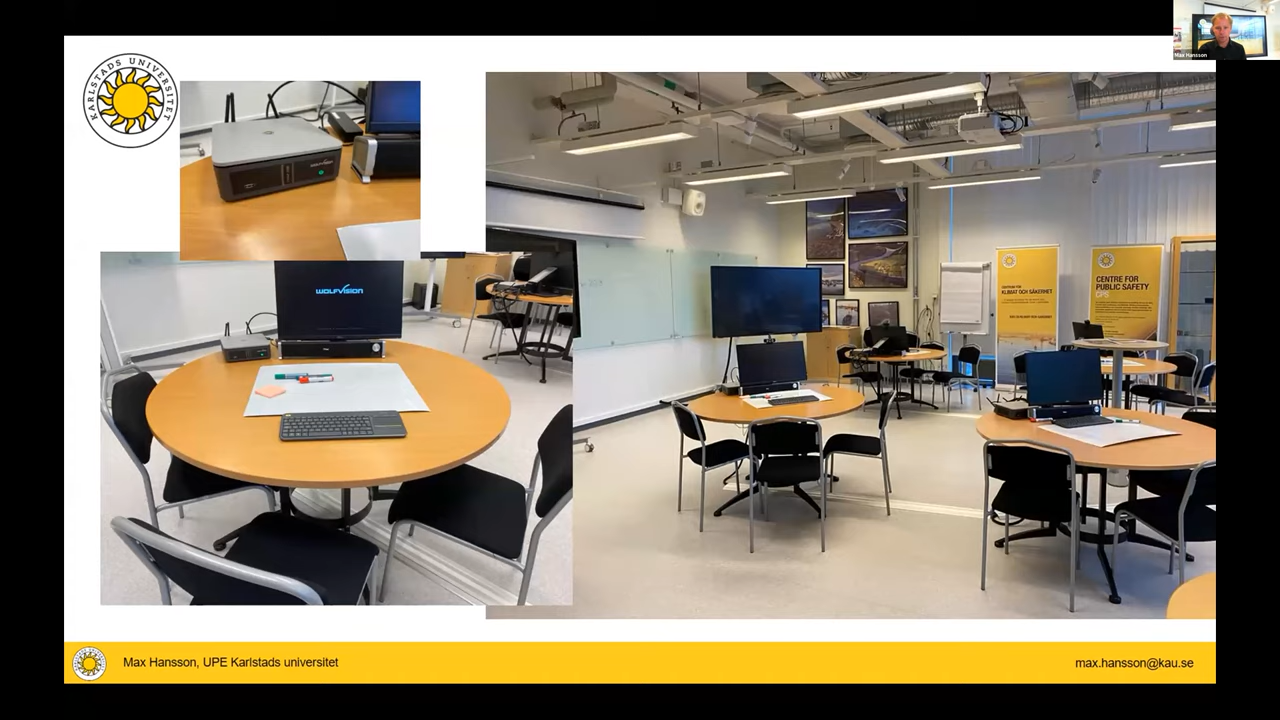 Max Hansson
KARLSTADS UNIVERSITET
WOLFVISION
WOLFVISION
CENTRUM FÖR
KLIMAT OCH SÄKERHET
CENTRE FOR
PUBLIC SAFETY
CPS
Max Hansson, UPE Karlstads universitet
max.hansson@kau.se